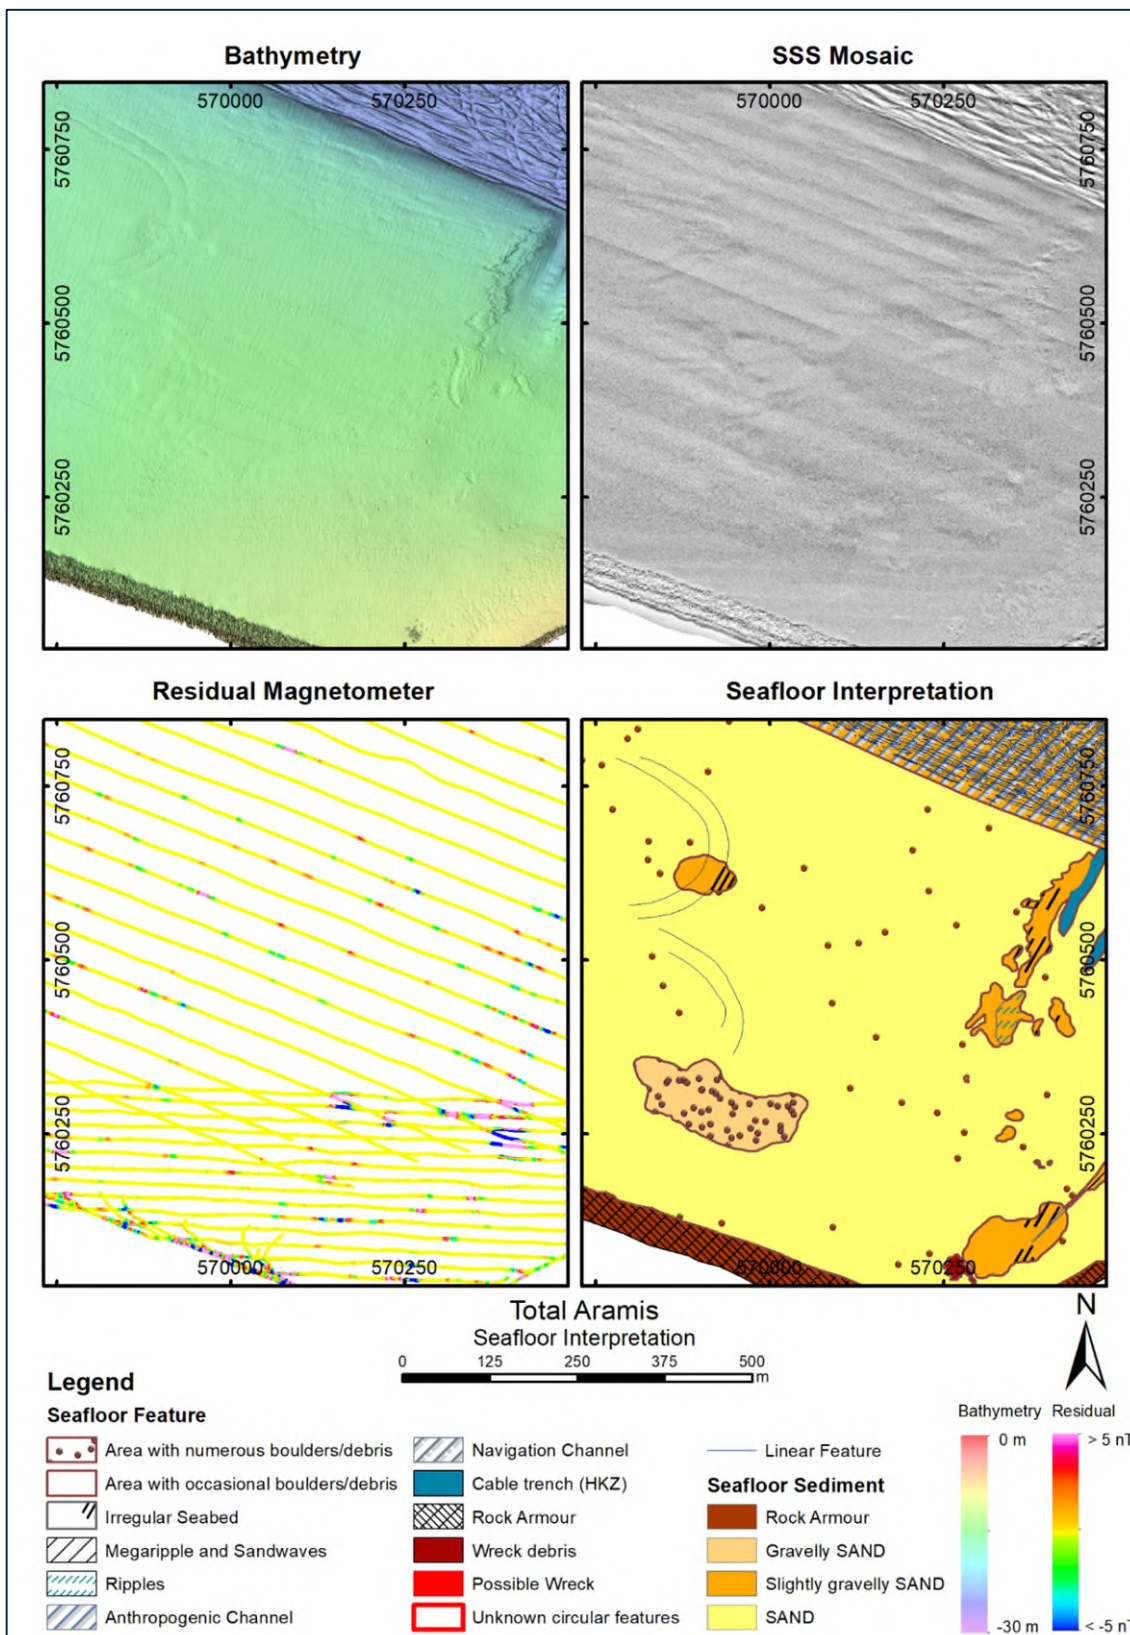 Bathymetry
SSS Mosaic
570000 570250
570000 570250
5760750
5760500
5760250
5760750
5760500
5760250
Residual Magnetometer
Seafloor Interpretation
5760750
5760500
5760250
5760750
5760500
5760250
570000 570250
570000 570250
Total Aramis
Seafloor Interpretation
0 125 250 375 500
m
N
Legend
Seafloor Feature
Area with numerous boulders/debris
Area with occasional boulders/debris
Irregular Seabed
Megaripple and Sandwaves
Ripples
Anthropogenic Channel
Navigation Channel
Cable trench (HKZ)
Rock Armour
Wreck debris
Possible Wreck
Unknown circular features
Linear Feature
Seafloor Sediment
Rock Armour
Gravelly SAND
Slightly gravelly SAND
SAND
Bathymetry
0 m
-30 m
Residual
> 5 nT
< -5 nT